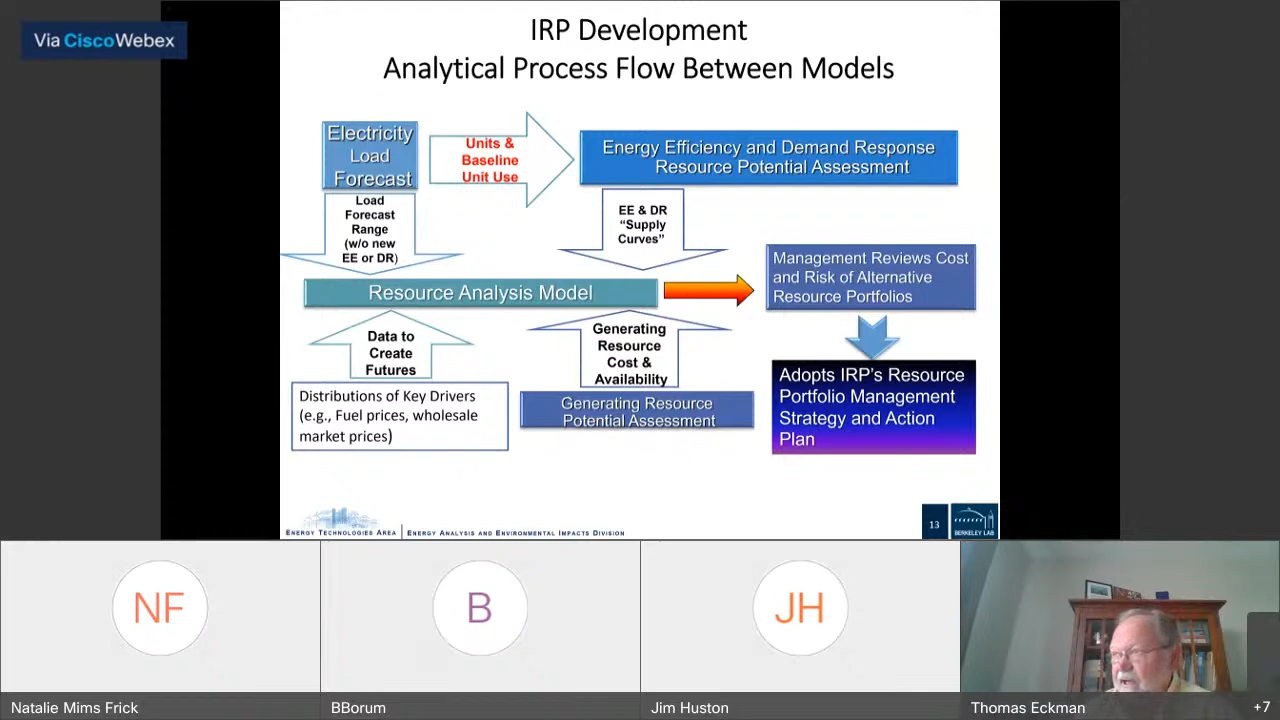 Via CiscoWebex
IRP Development
Analytical Process Flow Between Models
Electricity
Load
Forecast
Units &
Baseline
Unit Use
Energy Efficiency and Demand Response
Resource Potential Assessment
Load
Forecast
Range
(w/o new
EE or DR)
EE & DR
“Supply
Curves”
Resource Analysis Model
Management Reviews Cost
and Risk of Alternative
Resource Portfolios
Data to
Create
Futures
Generating
Resource
Cost &
Availability
Distributions of Key Drivers
(e.g., Fuel prices, wholesale
market prices)
Generating Resource
Potential Assessment
Adopts IRP’s Resource
Portfolio Management
Strategy and Action
Plan
Energy Technologies Area
Energy Analysis and Environmental Impacts Division
13
BERKELEY LAB
NF
B
JH
Natalie Mims Frick
BBorum
Jim Huston
Thomas Eckman
+7